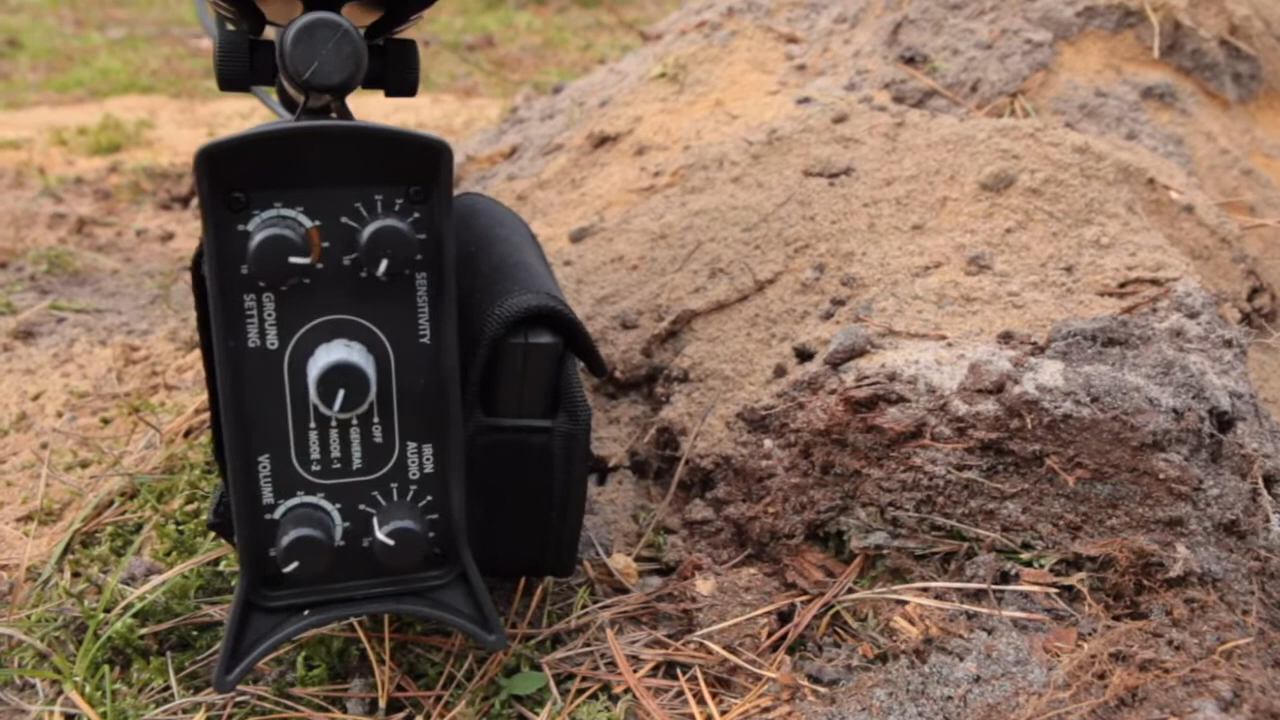 GROUND
SETTING
SENSITIVITY
OFF
GENERAL
MODE-1
MODE-2
VOLUME
IRON
AUDIO